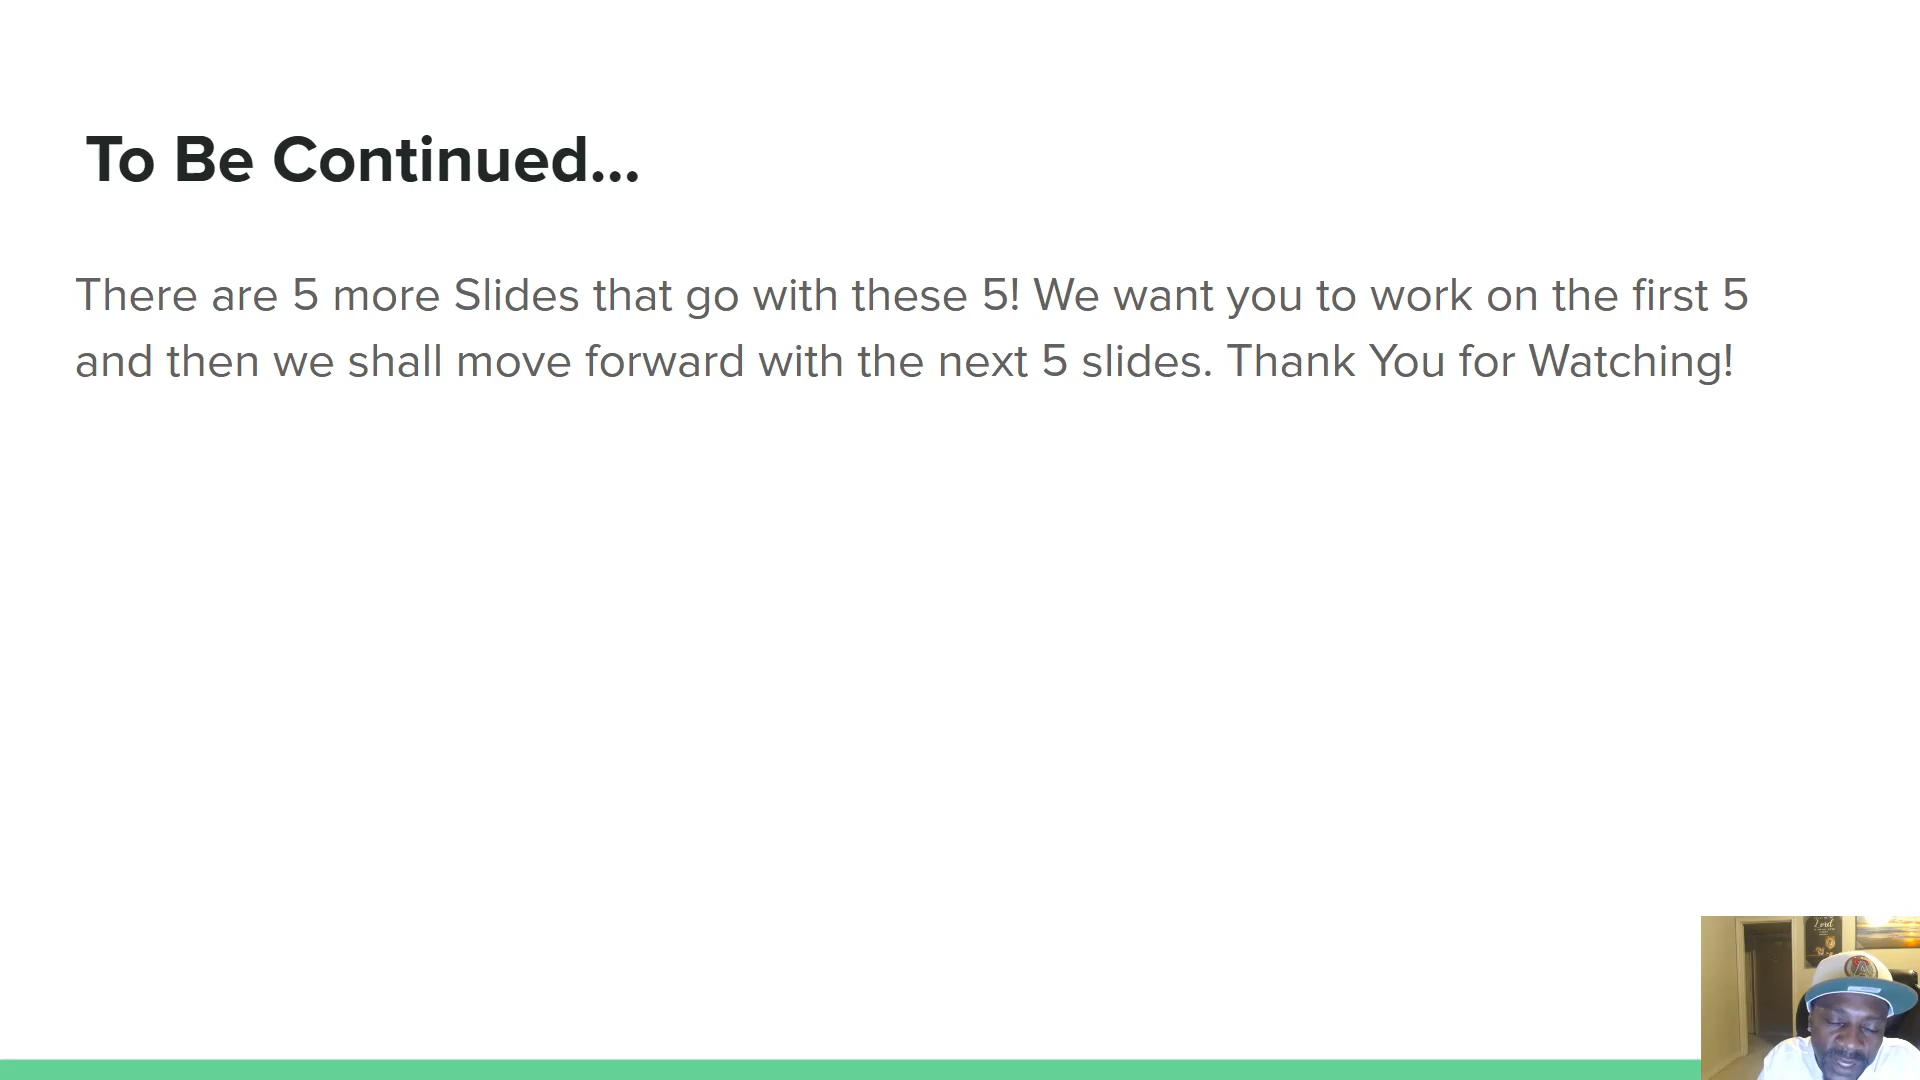 To Be Continued...
There are 5 more Slides that go with these 5! We want you to work on the first 5
and then we shall move forward with the next 5 slides. Thank You for Watching!
Lord